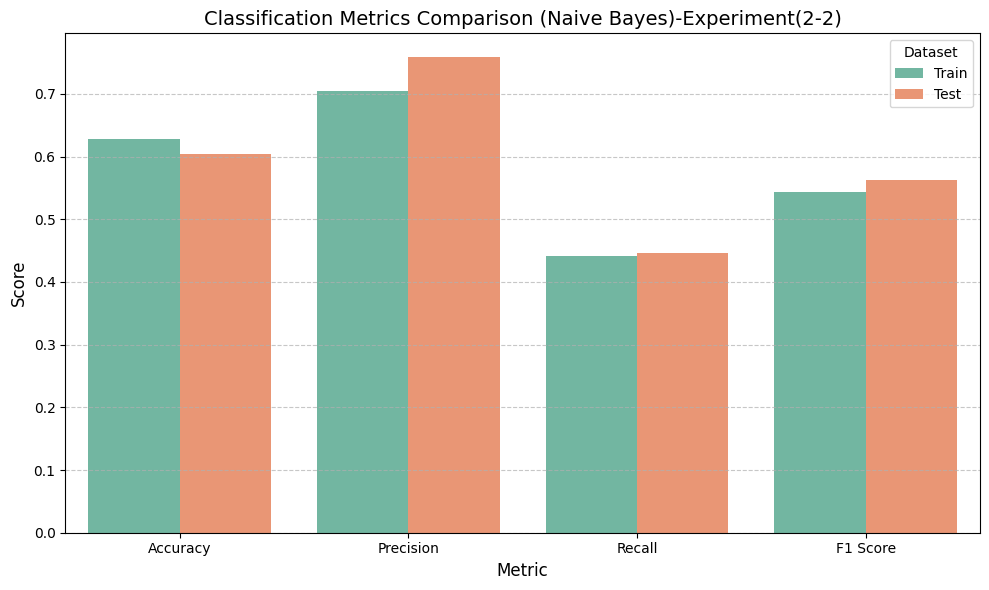 Classification Metrics Comparison (Naive Bayes)-Experiment(2-2)
Dataset
Train
Test
Score
0.7
0.6
0.5
0.4
0.3
0.2
0.1
0.0
Accuracy
Precision
Recall
F1 Score
Metric